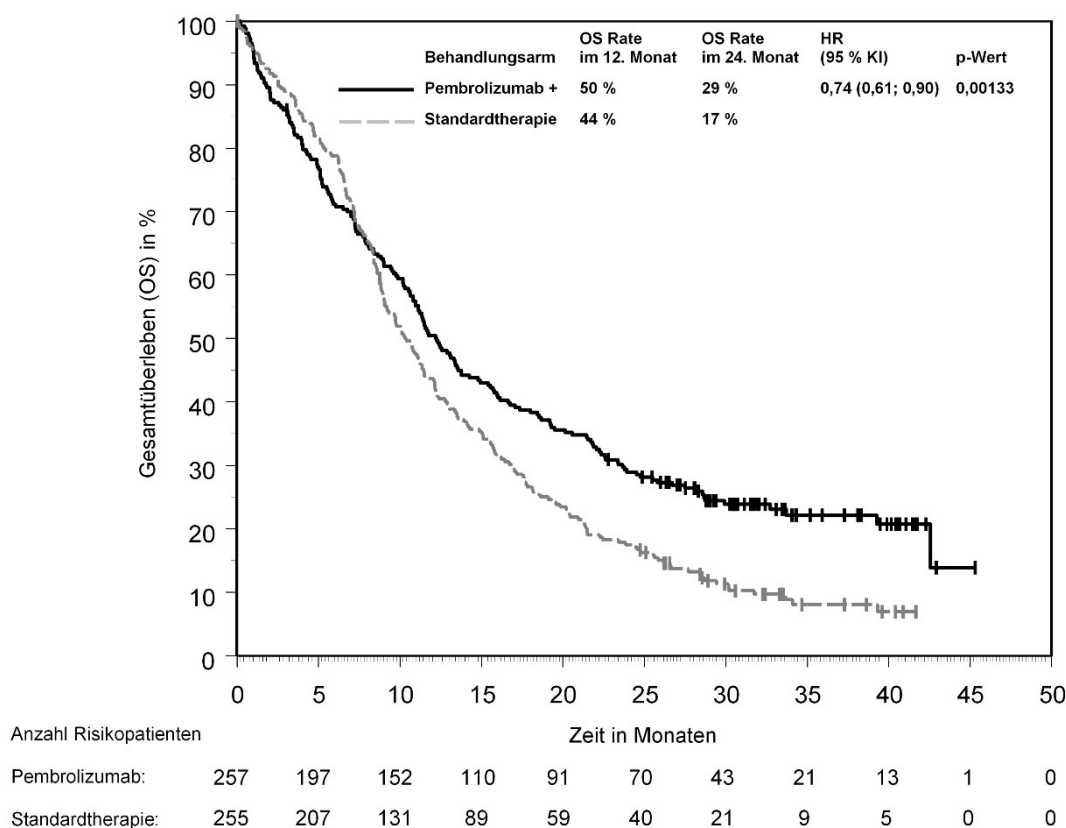 OS Rate OS Rate HR
Behandlungsarm im 12. Monat im 24. Monat (95 % KI) p-Wert
Pembrolizumab + 50 % 29 % 0,74 (0,61; 0,90) 0,00133
Standardtherapie 44 % 17 %
Gesamtüberleben (OS) in %
100
90
80
70
60
50
40
30
20
10
0
0 5 10 15 20 25 30 35 40 45 50
Anzahl Risikopatienten Zeit in Monaten
Pembrolizumab: 257 197 152 110 91 70 43 21 13 1 0
Standardtherapie: 255 207 131 89 59 40 21 9 5 0 0